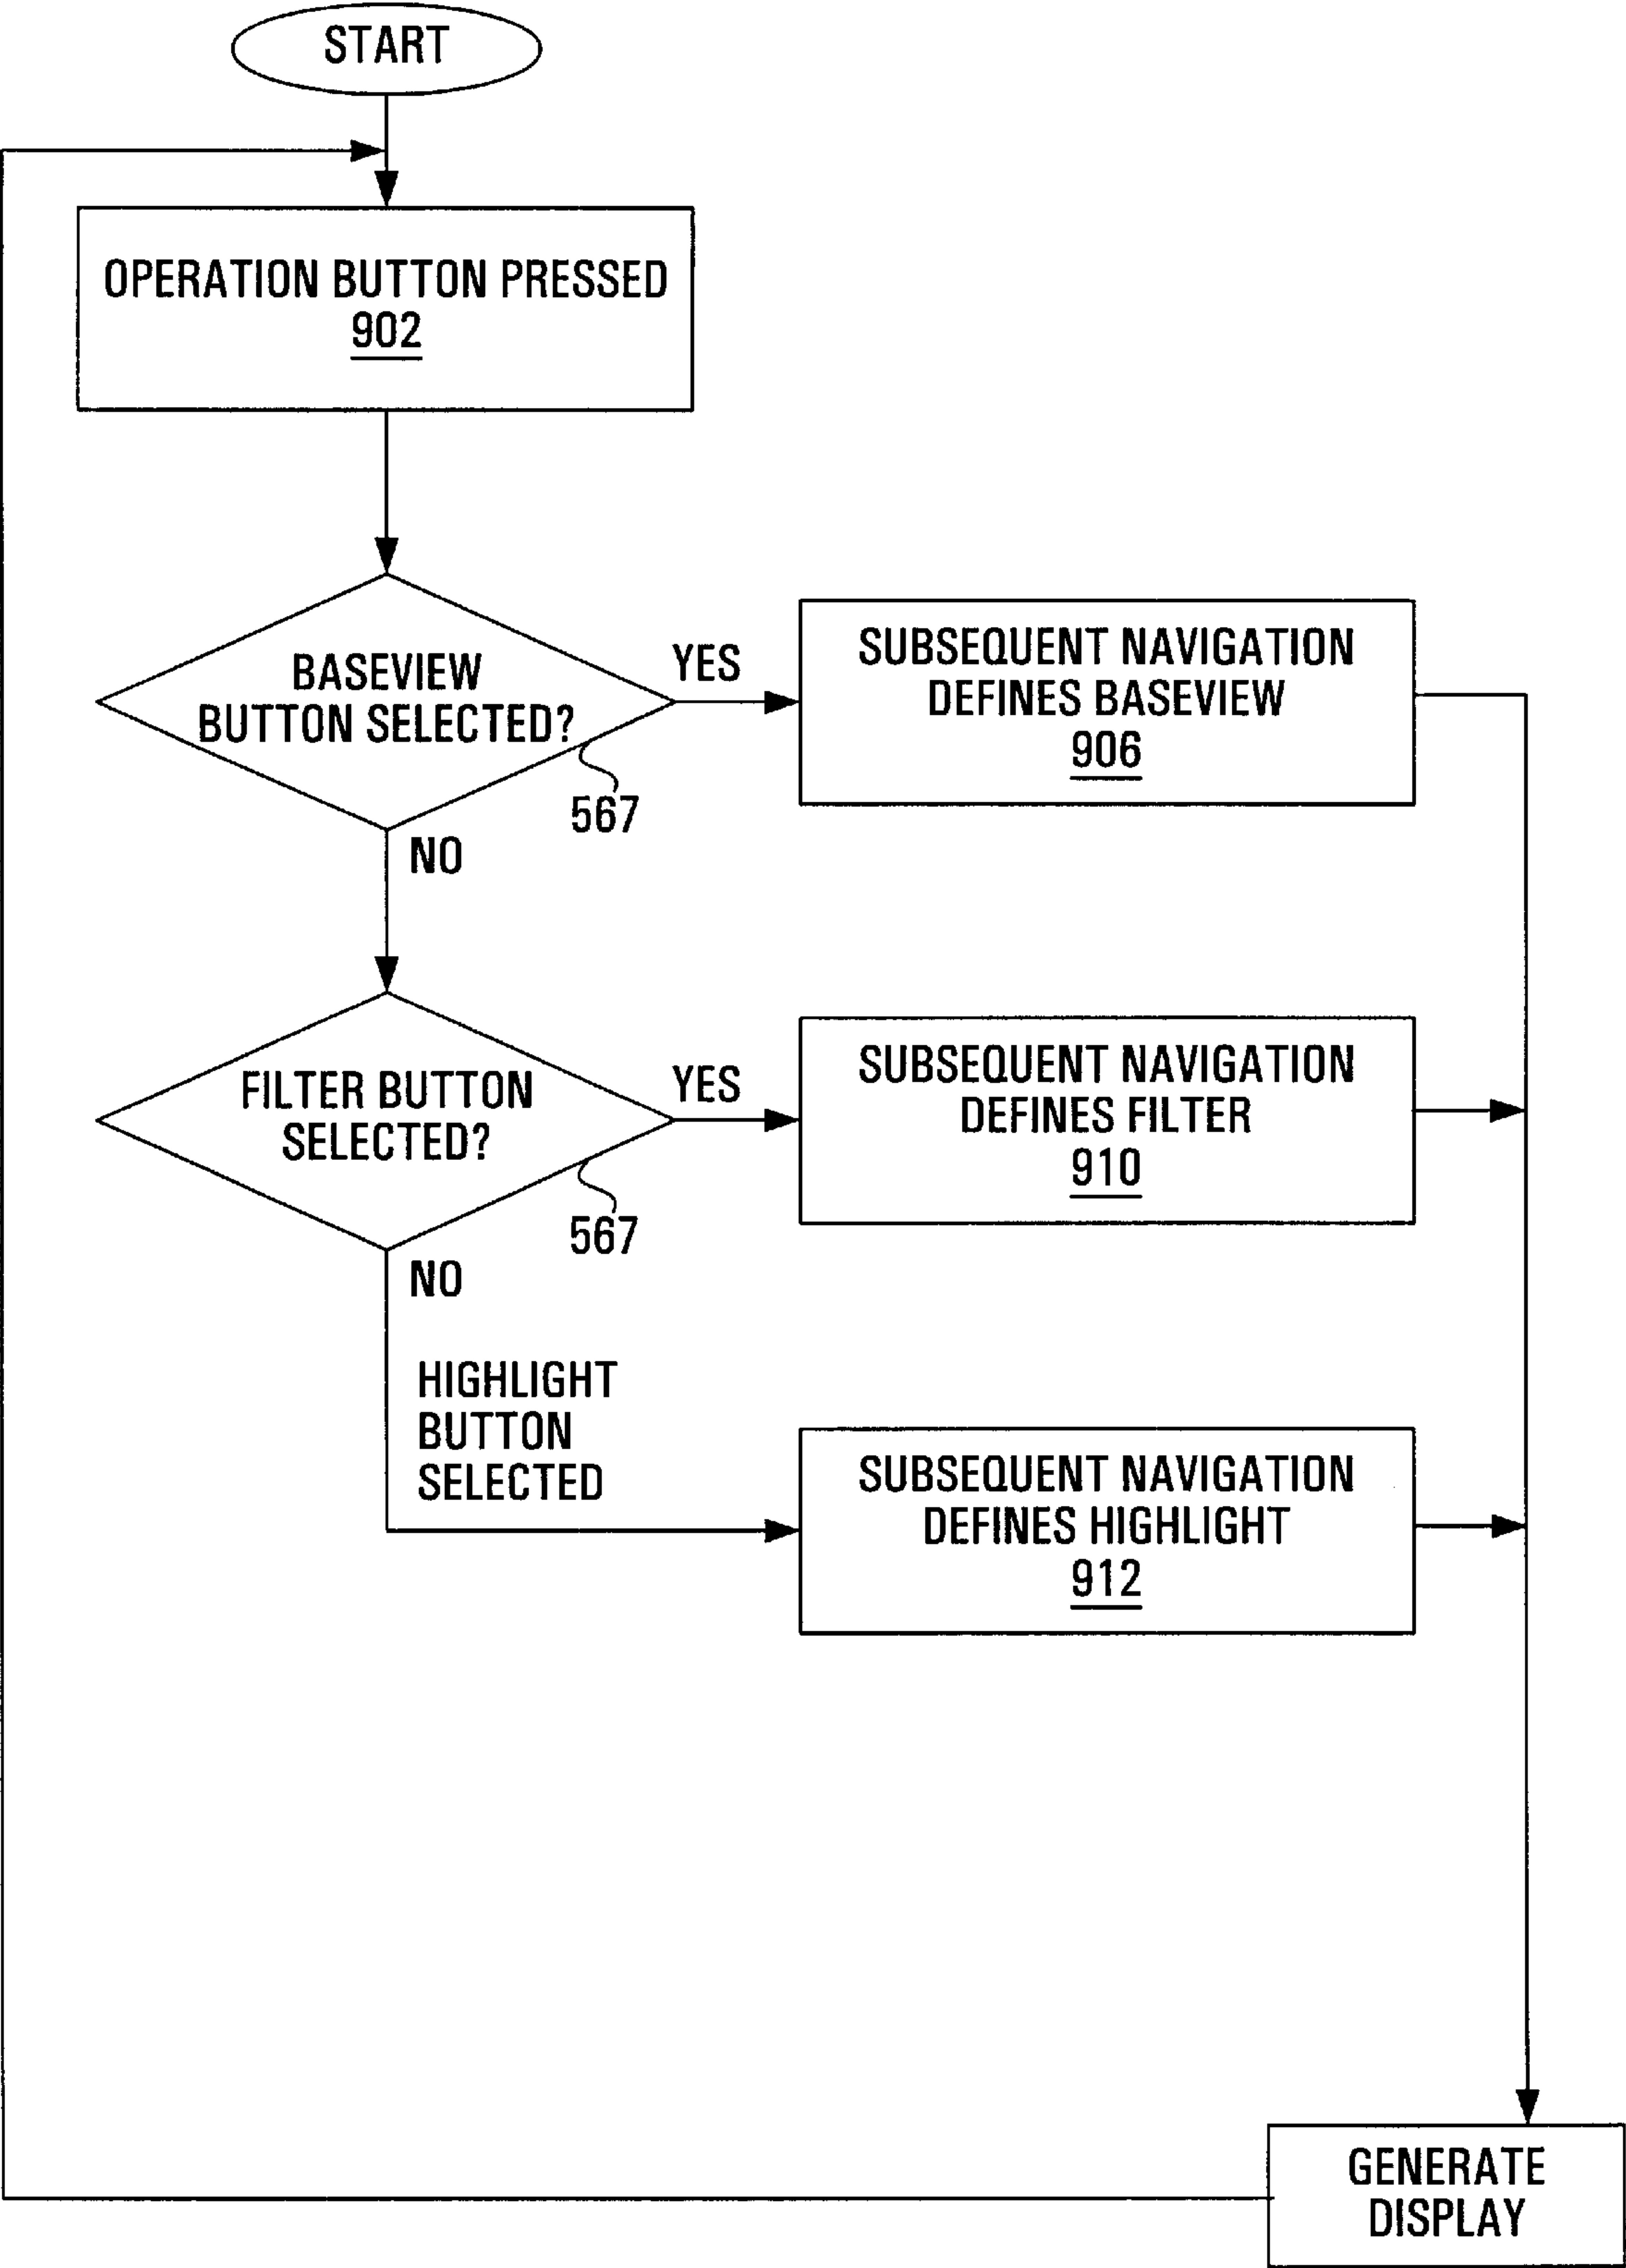 START
OPERATION BUTTON PRESSED
902
BASEVIEW
BUTTON SELECTED?
YES
567
NO
SUBSEQUENT NAVIGATION
DEFINES BASEVIEW
906
FILTER BUTTON
SELECTED?
YES
567
NO
SUBSEQUENT NAVIGATION
DEFINES FILTER
910
HIGHLIGHT
BUTTON
SELECTED
SUBSEQUENT NAVIGATION
DEFINES HIGHLIGHT
912
GENERATE
DISPLAY